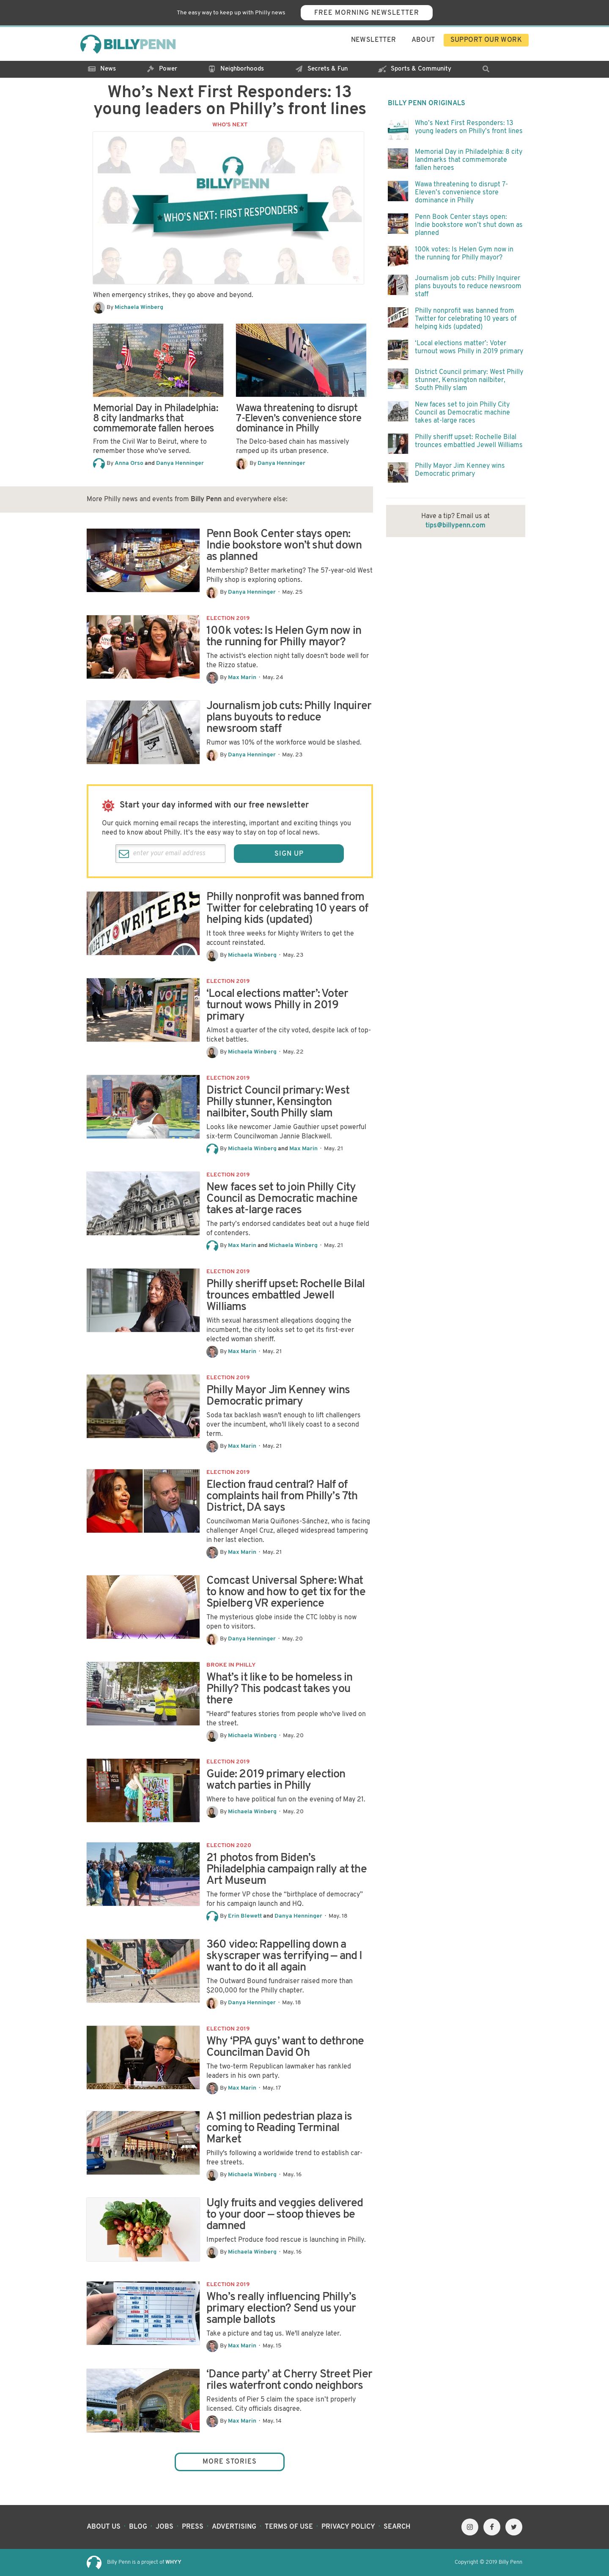 The easy way to keep up with Philly news
FREE MORNING NEWSLETTER
BILLYPENN
NEWSLETTER
ABOUT
SUPPORT OUR WORK
News
Power
Neighborhoods
Secrets & Fun
Sports & Community
Who’s Next First Responders: 13
young leaders on Philly’s front lines
WHO'S NEXT
BILLYPENN
WHO'S NEXT: FIRST RESPONDERS
When emergency strikes, they go above and beyond.
By Michaela Winberg
Memorial Day in Philadelphia:
8 city landmarks that
commemorate fallen heroes
From the Civil War to Beirut, where to
remember those who've served.
By Anna Orso and Danya Henninger
Wawa threatening to disrupt
7-Eleven’s convenience store
dominance in Philly
The Delco-based chain has massively
ramped up its urban presence.
By Danya Henninger
More Philly news and events from Billy Penn and everywhere else:
Penn Book Center stays open:
Indie bookstore won’t shut down
as planned
Membership? Better marketing? The 57-year-old West
Philly shop is exploring options.
By Danya Henninger · May. 25
ELECTION 2019
100k votes: Is Helen Gym now in
the running for Philly mayor?
The activist's election night tally doesn't bode well for
the Rizzo statue.
By Max Marin · May. 24
Journalism job cuts: Philly Inquirer
plans buyouts to reduce
newsroom staff
Rumor was 10% of the workforce would be slashed.
By Danya Henninger · May. 23
Start your day informed with our free newsletter
Our quick morning email recaps the interesting, important and exciting things you
need to know about Philly. It's the easy way to stay on top of local news.
enter your email address
SIGN UP
MIGHTY WRITERS
Philly nonprofit was banned from
Twitter for celebrating 10 years of
helping kids (updated)
It took three weeks for Mighty Writers to get the
account reinstated.
By Michaela Winberg · May. 23
VOTE
AQUÍ
ELECTION 2019
‘Local elections matter’: Voter
turnout wows Philly in 2019
primary
Almost a quarter of the city voted, despite lack of top-
ticket battles.
By Michaela Winberg · May. 22
ELECTION 2019
District Council primary: West
Philly stunner, Kensington
nailbiter, South Philly slam
Looks like newcomer Jamie Gauthier upset powerful
six-term Councilwoman Jannie Blackwell.
By Michaela Winberg and Max Marin · May. 21
ELECTION 2019
New faces set to join Philly City
Council as Democratic machine
takes at-large races
The party's endorsed candidates beat out a huge field
of contenders.
By Max Marin and Michaela Winberg · May. 21
ELECTION 2019
Philly sheriff upset: Rochelle Bilal
trounces embattled Jewell
Williams
With sexual harassment allegations dogging the
incumbent, the city looks set to get its first-ever
elected woman sheriff.
By Max Marin · May. 21
ELECTION 2019
Philly Mayor Jim Kenney wins
Democratic primary
Soda tax backlash wasn't enough to lift challengers
over the incumbent, who'll likely coast to a second
term.
By Max Marin · May. 21
ELECTION 2019
Election fraud central? Half of
complaints hail from Philly’s 7th
District, DA says
Councilwoman Maria Quiñones-Sánchez, who is facing
challenger Angel Cruz, alleged widespread tampering
in her last election.
By Max Marin · May. 21
Comcast Universal Sphere: What
to know and how to get tix for the
Spielberg VR experience
The mysterious globe inside the CTC lobby is now
open to visitors.
By Danya Henninger · May. 20
BROKE IN PHILLY
What’s it like to be homeless in
Philly? This podcast takes you
there
"Heard" features stories from people who've lived on
the street.
By Michaela Winberg · May. 20
ELECTION 2019
Guide: 2019 primary election
watch parties in Philly
Where to have political fun on the evening of May 21.
By Michaela Winberg · May. 20
ELECTION 2020
21 photos from Biden’s
Philadelphia campaign rally at the
Art Museum
The former VP chose the “birthplace of democracy”
for his campaign launch and HQ.
By Erin Blewett and Danya Henninger · May. 18
360 video: Rappelling down a
skyscraper was terrifying — and I
want to do it all again
The Outward Bound fundraiser raised more than
$200,000 for the Philly chapter.
By Danya Henninger · May. 18
ELECTION 2019
Why ‘PPA guys’ want to dethrone
Councilman David Oh
The two-term Republican lawmaker has rankled
leaders in his own party.
By Max Marin · May. 17
A $1 million pedestrian plaza is
coming to Reading Terminal
Market
Philly's following a worldwide trend to establish car-
free streets.
By Michaela Winberg · May. 16
Ugly fruits and veggies delivered
to your door — stoop thieves be
damned
Imperfect Produce food rescue is launching in Philly.
By Michaela Winberg · May. 16
ELECTION 2019
Who’s really influencing Philly’s
primary election? Send us your
sample ballots
Take a picture and tag us. We'll analyze later.
By Max Marin · May. 15
‘Dance party’ at Cherry Street Pier
riles waterfront condo neighbors
Residents of Pier 5 claim the space isn't properly
licensed. City officials disagree.
By Max Marin · May. 14
MORE STORIES
BILLY PENN ORIGINALS
Who’s Next First Responders: 13
young leaders on Philly’s front lines
Memorial Day in Philadelphia: 8 city
landmarks that commemorate
fallen heroes
Wawa threatening to disrupt 7-
Eleven’s convenience store
dominance in Philly
Penn Book Center stays open:
Indie bookstore won’t shut down as
planned
100k votes: Is Helen Gym now in
the running for Philly mayor?
Journalism job cuts: Philly Inquirer
plans buyouts to reduce newsroom
staff
Philly nonprofit was banned from
Twitter for celebrating 10 years of
helping kids (updated)
‘Local elections matter’: Voter
turnout wows Philly in 2019 primary
District Council primary: West Philly
stunner, Kensington nailbiter,
South Philly slam
New faces set to join Philly City
Council as Democratic machine
takes at-large races
Philly sheriff upset: Rochelle Bilal
trounces embattled Jewell Williams
Philly Mayor Jim Kenney wins
Democratic primary
Have a tip? Email us at
tips@billypenn.com
ABOUT US · BLOG · JOBS · PRESS · ADVERTISING · TERMS OF USE · PRIVACY POLICY · SEARCH
Billy Penn is a project of WHYY
Copyright © 2019 Billy Penn